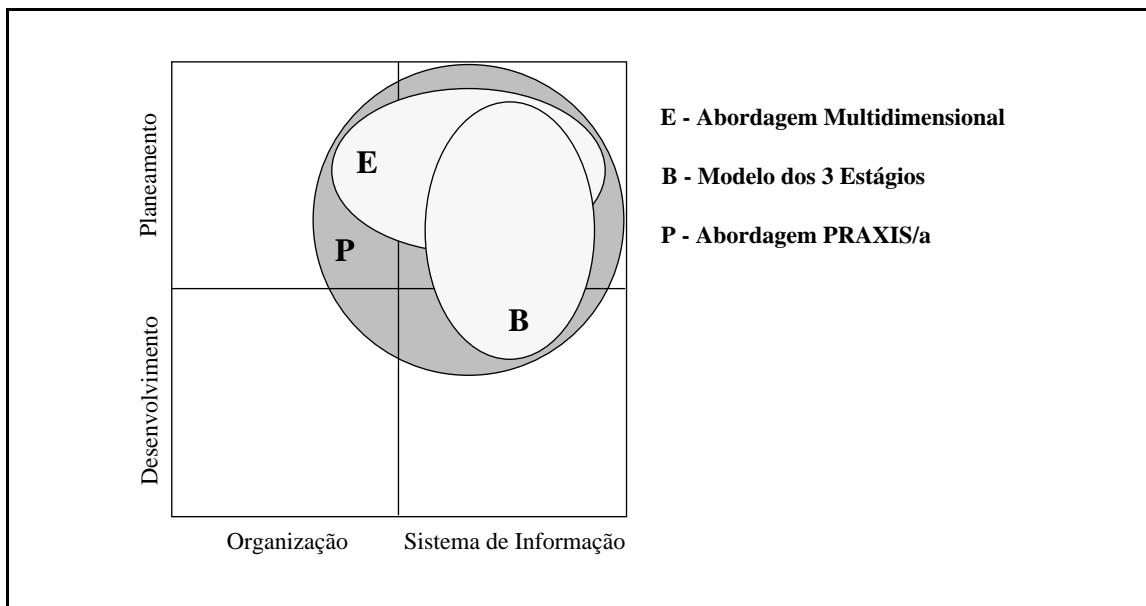 Planeamento
Desenvolvimento
E
P
B
Organização
Sistema de Informação
E - Abordagem Multidimensional
B - Modelo dos 3 Estágios
P - Abordagem PRAXIS/a